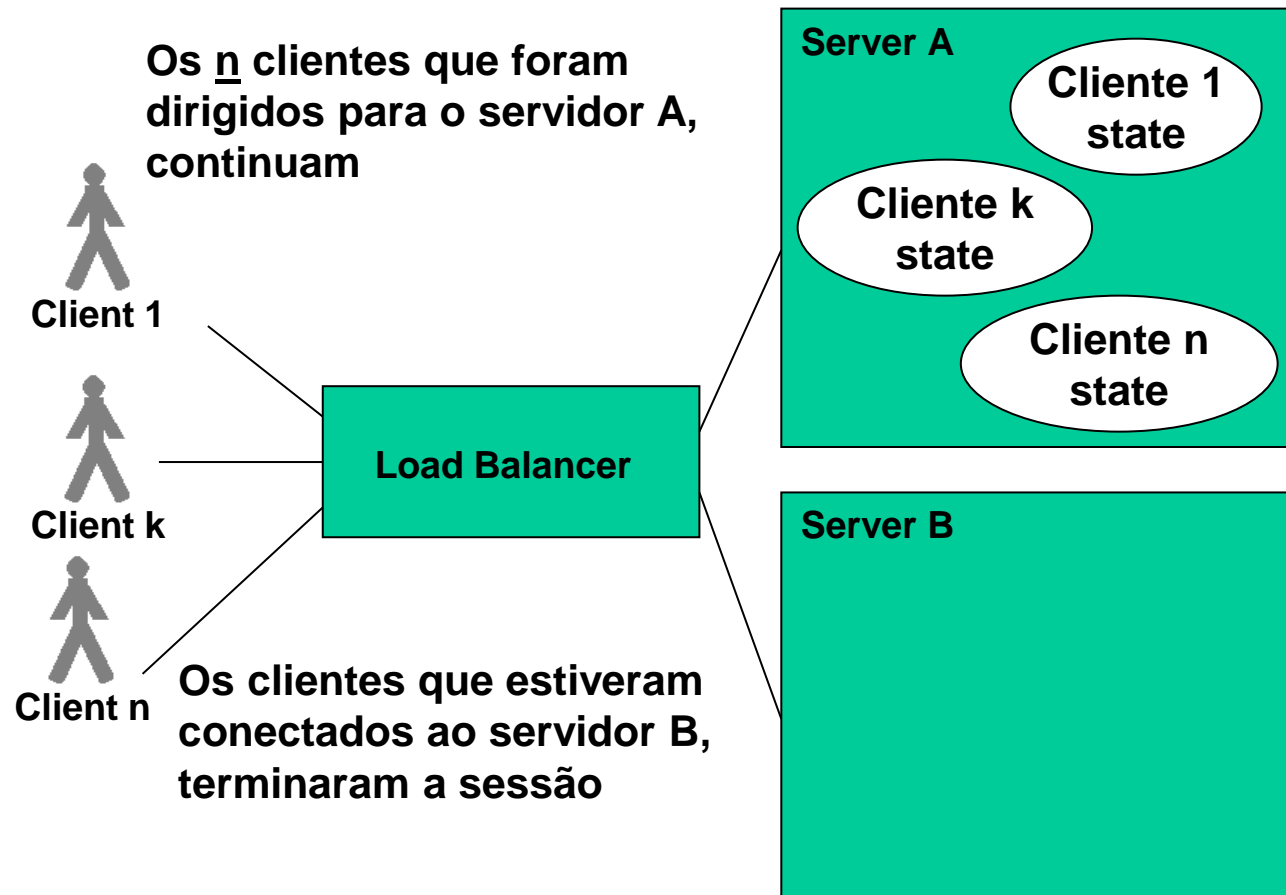 Os n clientes que foram
dirigidos para o servidor A,
continuam
Client 1
Client k
Client n
Load Balancer
Os clientes que estiveram
conectados ao servidor B,
terminaram a sessão
Server A
Cliente 1
state
Cliente k
state
Cliente n
state
Server B